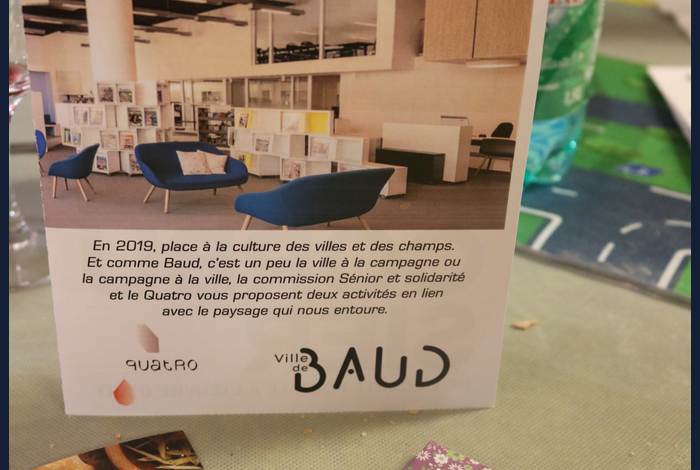 En 2019, place à la culture des villes et des champs.
Et comme Baud, c'est un peu la ville à la campagne ou
la campagne à la ville, la commission Sénior et solidarité
et le Quatro vous proposent deux activités en lien
avec le paysage qui nous entoure.
quatro
Ville de BAUD